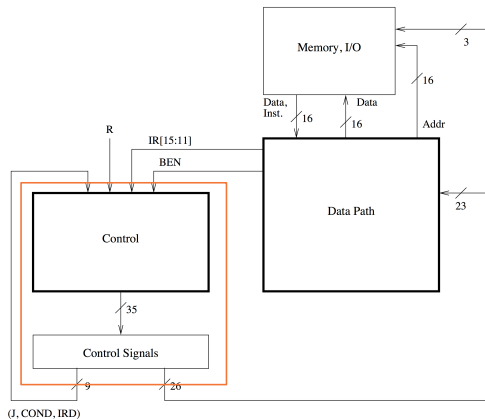 Memory, I/O
3
16
Data,
Inst.
16
Data
16
Addr
R
IR[15:11]
BEN
Data Path
23
Control
35
Control Signals
9
26
(J, COND, IRD)